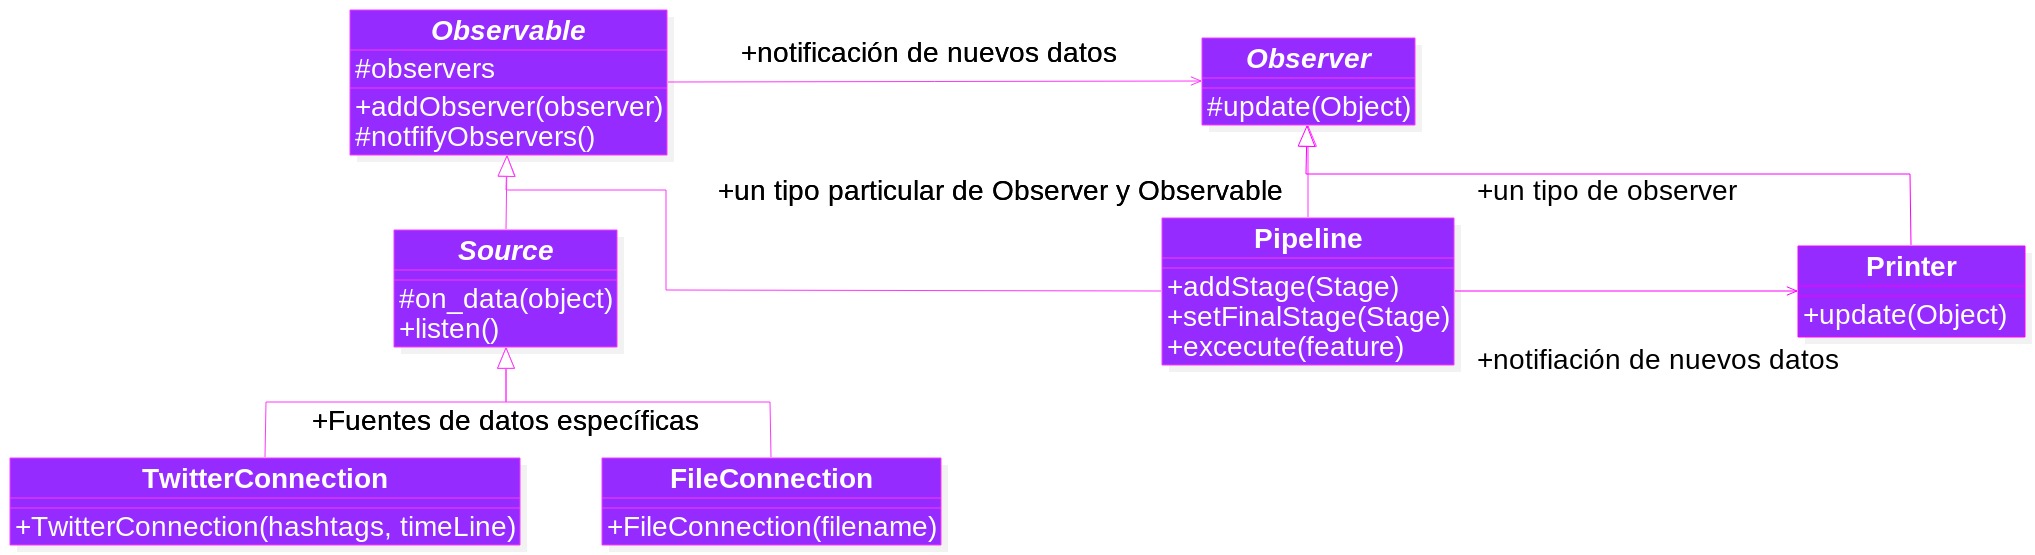 Observable
#observers
+addObserver(observer)
#notfifyObservers()
+notificación de nuevos datos
Observer
#update(Object)
+un tipo particular de Observer y Observable
+un tipo de observer
Source
#on_data(object)
+listen()
Pipeline
+addStage(Stage)
+setFinalStage(Stage)
+excecute(feature)
Printer
+update(Object)
+notifiación de nuevos datos
+Fuentes de datos específicas
TwitterConnection
+TwitterConnection(hashtags, timeLine)
FileConnection
+FileConnection(filename)